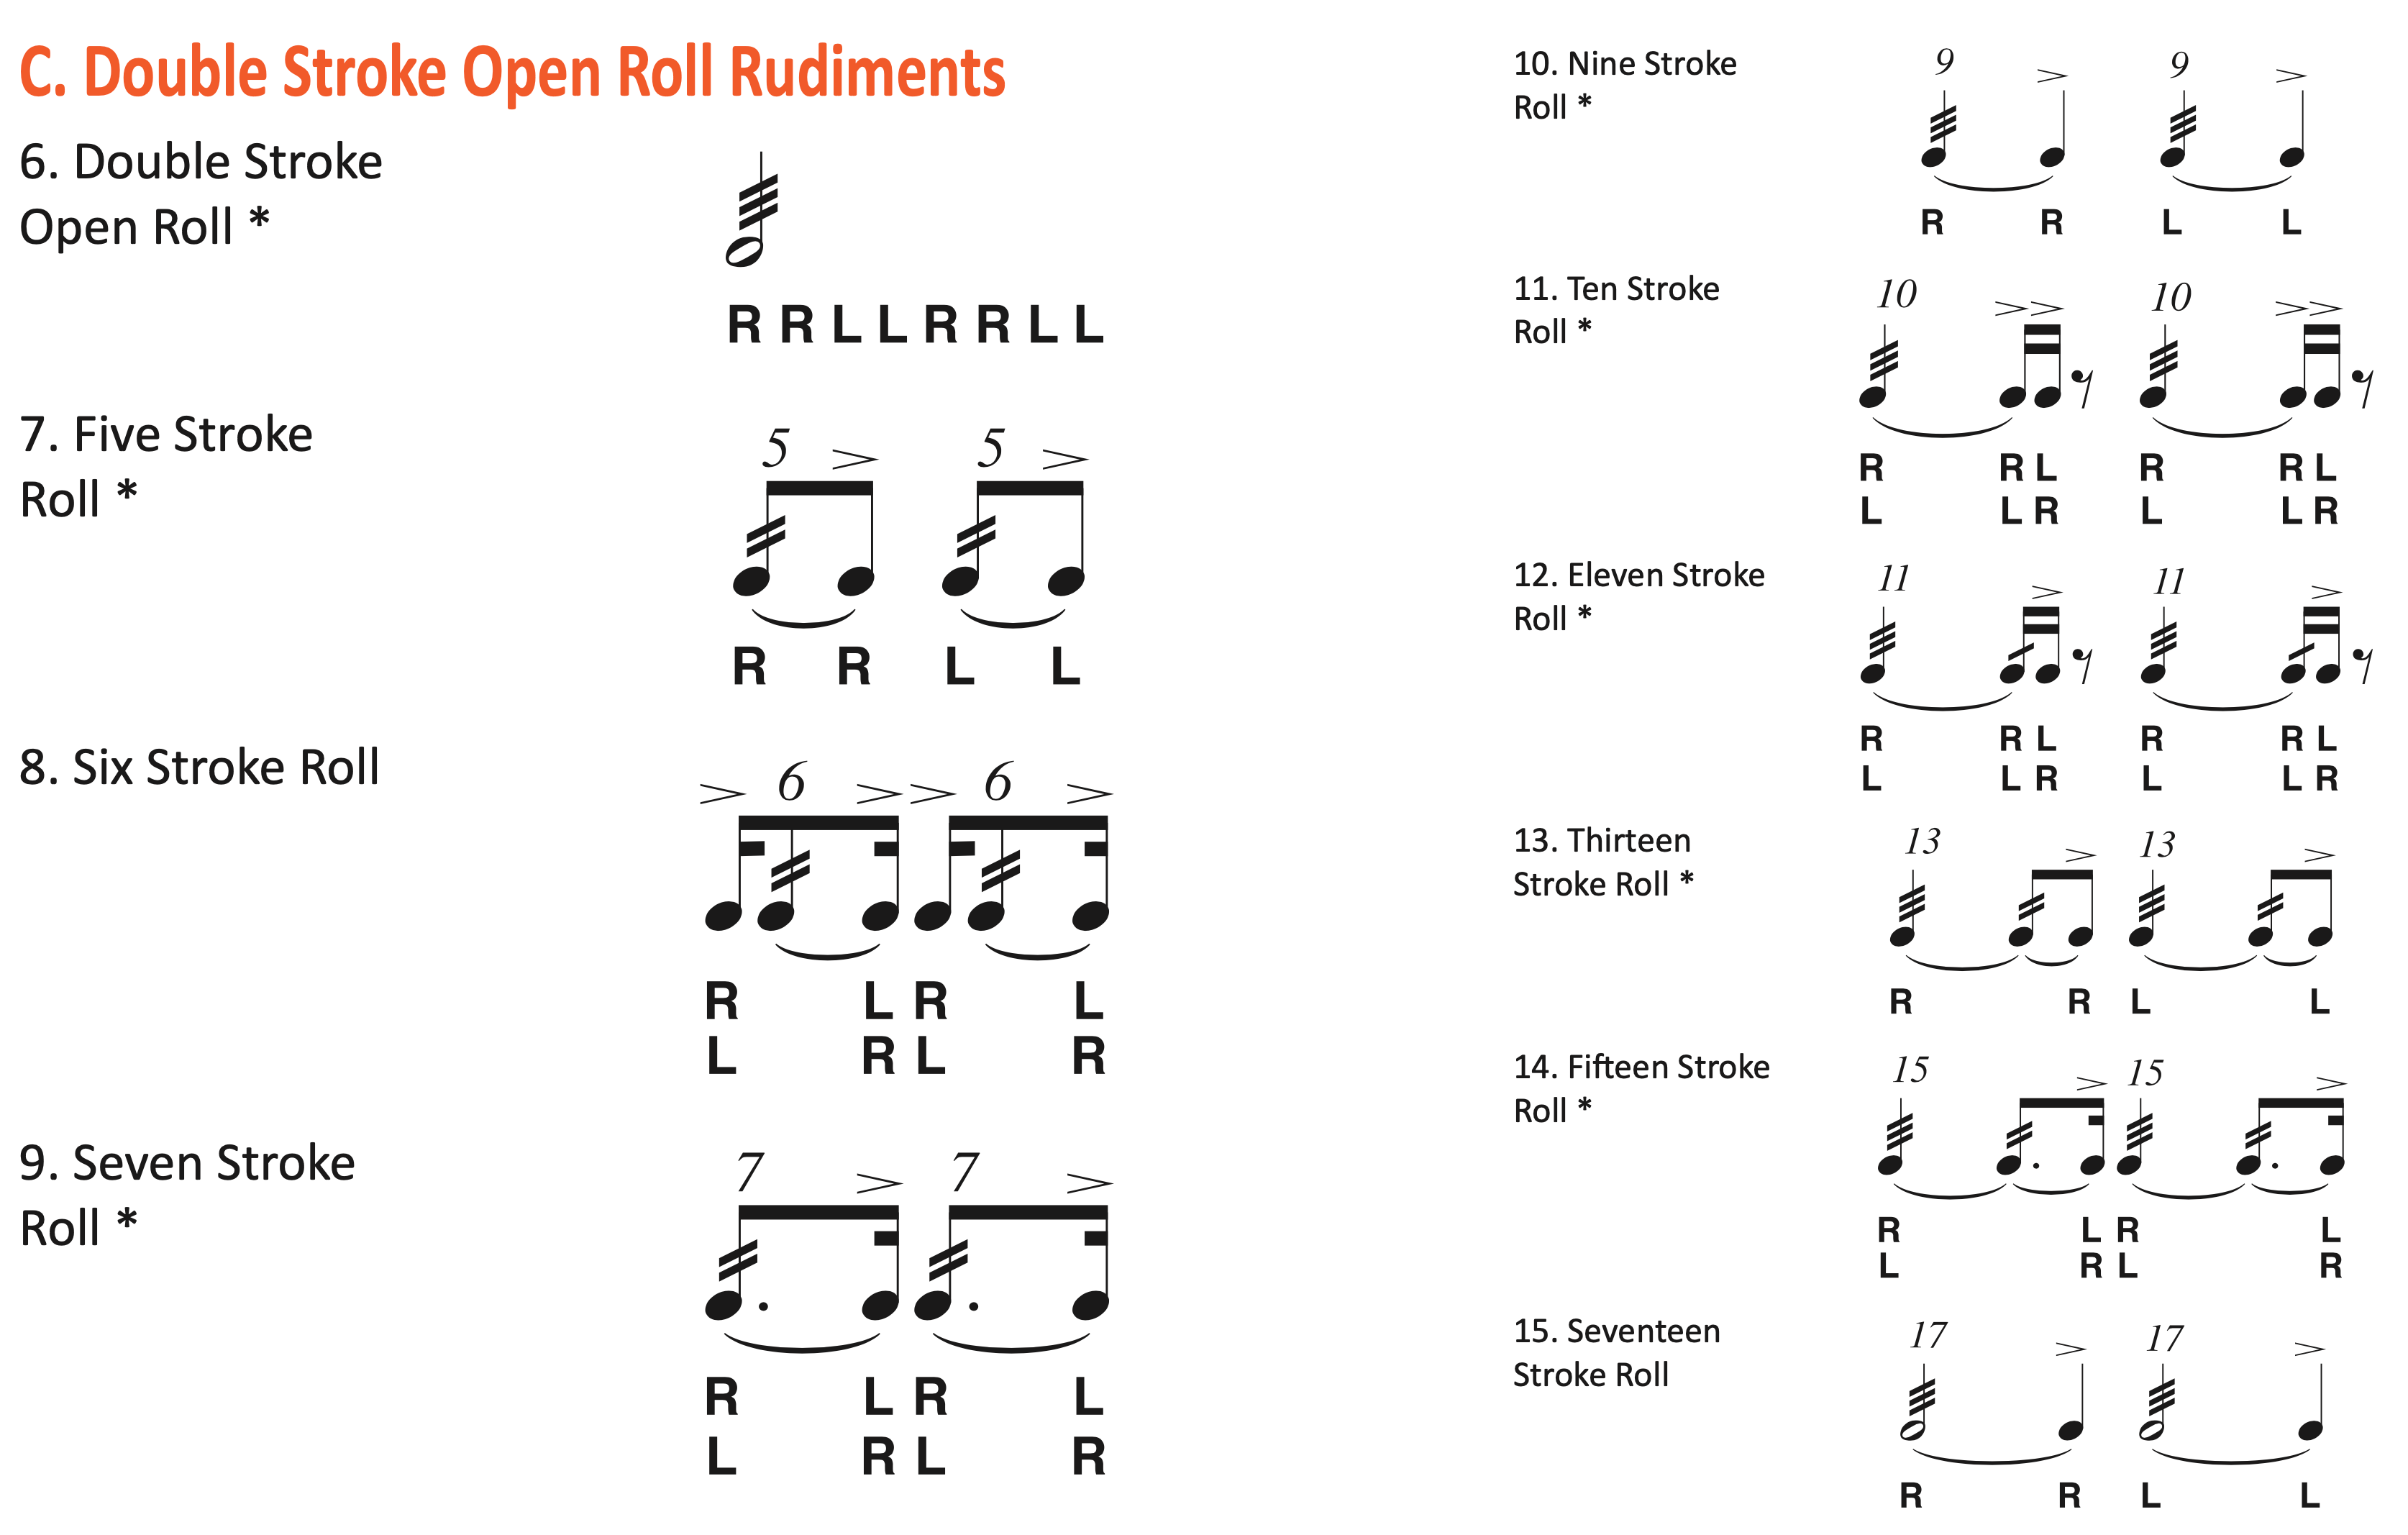 C. Double Stroke Open Roll Rudiments
6. Double Stroke
Open Roll *
R R L L R R L L
7. Five Stroke
Roll *
5 5
R R L L
8. Six Stroke Roll
6 6
R L R L
L R L R
9. Seven Stroke
Roll *
7 7
R L R L
L R L R
10. Nine Stroke
Roll *
9 9
R R L L
11. Ten Stroke
Roll *
10 10
R R L R R L
L L R L L R
12. Eleven Stroke
Roll *
11 11
R R L R R L
L L R L L R
13. Thirteen
Stroke Roll *
13 13
R R L L
14. Fifteen Stroke
Roll *
15 15
R L R L
L R L R
15. Seventeen
Stroke Roll
17 17
R R L L